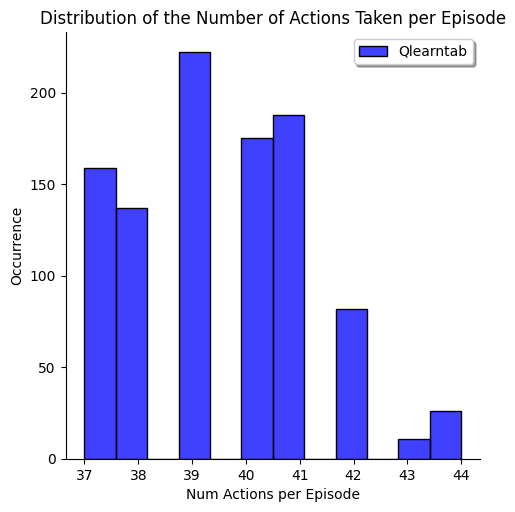 Distribution of the Number of Actions Taken per Episode
Qlearntab
200
150
100
50
0
Occurrence
37 38 39 40 41 42 43 44
Num Actions per Episode